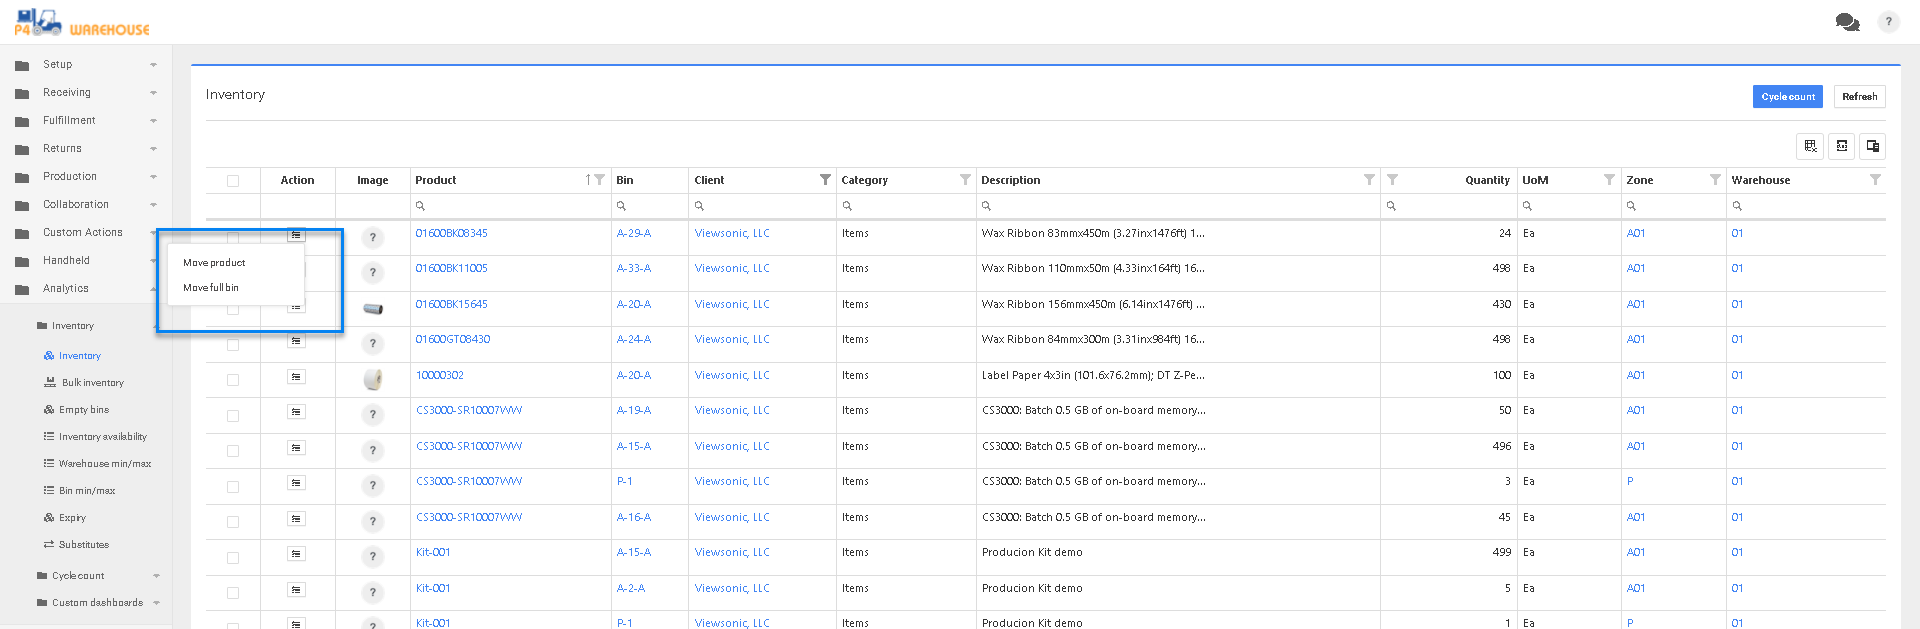 P4 WAREHOUSE
?
Setup
Receiving
Fulfillment
Returns
Production
Collaboration
Custom Actions
Handheld
Analytics
Inventory
Inventory
Bulk inventory
Empty bins
Inventory availability
Warehouse min/max
Bin min/max
Expiry
Substitutes
Cycle count
Custom dashboards
Move product
Move full bin
Inventory
Cycle count Refresh
Action Image Product Bin Client Category Description Quantity UoM Zone Warehouse
? 01600BK08345 A-29-A Viewsonic, LLC Items Wax Ribbon 83mmx450m (3.27inx1476ft) 1... 24 Ea A01 01
? 01600BK11005 A-33-A Viewsonic, LLC Items Wax Ribbon 110mmx50m (4.33inx164ft) 16... 498 Ea A01 01
01600BK15645 A-20-A Viewsonic, LLC Items Wax Ribbon 156mmx450m (6.14inx1476ft) ... 430 Ea A01 01
? 01600GT08430 A-24-A Viewsonic, LLC Items Wax Ribbon 84mmx300m (3.31inx984ft) 16... 498 Ea A01 01
10000302 A-20-A Viewsonic, LLC Items Label Paper 4x3in (101.6x76.2mm); DT Z-Pe... 100 Ea A01 01
? CS3000-SR10007WW A-19-A Viewsonic, LLC Items CS3000: Batch 0.5 GB of on-board memory... 50 Ea A01 01
? CS3000-SR10007WW A-15-A Viewsonic, LLC Items CS3000: Batch 0.5 GB of on-board memory... 496 Ea A01 01
? CS3000-SR10007WW P-1 Viewsonic, LLC Items CS3000: Batch 0.5 GB of on-board memory... 3 Ea P 01
? CS3000-SR10007WW A-16-A Viewsonic, LLC Items CS3000: Batch 0.5 GB of on-board memory... 45 Ea A01 01
? Kit-001 A-15-A Viewsonic, LLC Items Producion Kit demo 499 Ea A01 01
? Kit-001 A-2-A Viewsonic, LLC Items Producion Kit demo 5 Ea A01 01
? Kit-001 P-1 Viewsonic, LLC Items Producion Kit demo 1 Ea P 01